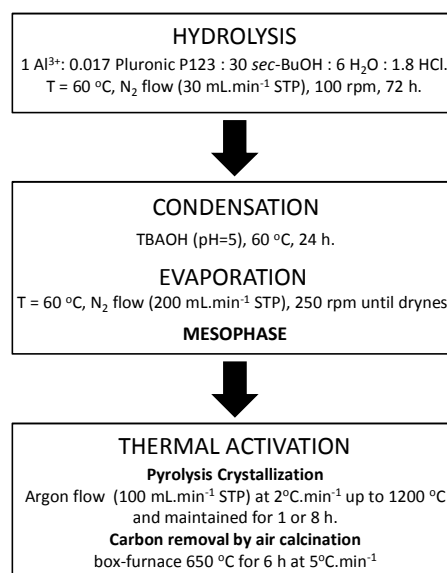 HYDROLYSIS
1 Al³⁺: 0.017 Pluronic P123 : 30 sec-BuOH : 6 H₂O : 1.8 HCl.
T = 60 °C, N₂ flow (30 mL.min⁻¹ STP), 100 rpm, 72 h.
CONDENSATION
TBAOH (pH=5), 60 °C, 24 h.
EVAPORATION
T = 60 °C, N₂ flow (200 mL.min⁻¹ STP), 250 rpm until drynes
MESOPHASE
THERMAL ACTIVATION
Pyrolysis Crystallization
Argon flow (100 mL.min⁻¹ STP) at 2°C.min⁻¹ up to 1200 °C
and maintained for 1 or 8 h.
Carbon removal by air calcination
box-furnace 650 °C for 6 h at 5°C.min⁻¹